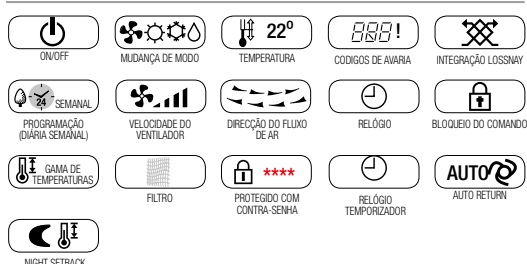 22º
888!
ON/OFF
MUDANÇA DE MODO
TEMPERATURA
CODIGOS DE AVARIA
INTEGRAÇÃO LOSSNAY
24 SEMANAL
PROGRAMAÇÃO
(DIÁRIA SEMANAL)
VELOCIDADE DO
VENTILADOR
DIRECÇÃO DO FLUXO
DE AR
RELÓGIO
BLOQUEIO DO COMANDO
GAMA DE
TEMPERATURAS
****
AUTO
FILTRO
PROTEGIDO COM
CONTRA-SENHA
RELÓGIO
TEMPORIZADOR
AUTO RETURN
NIGHT SETBACK